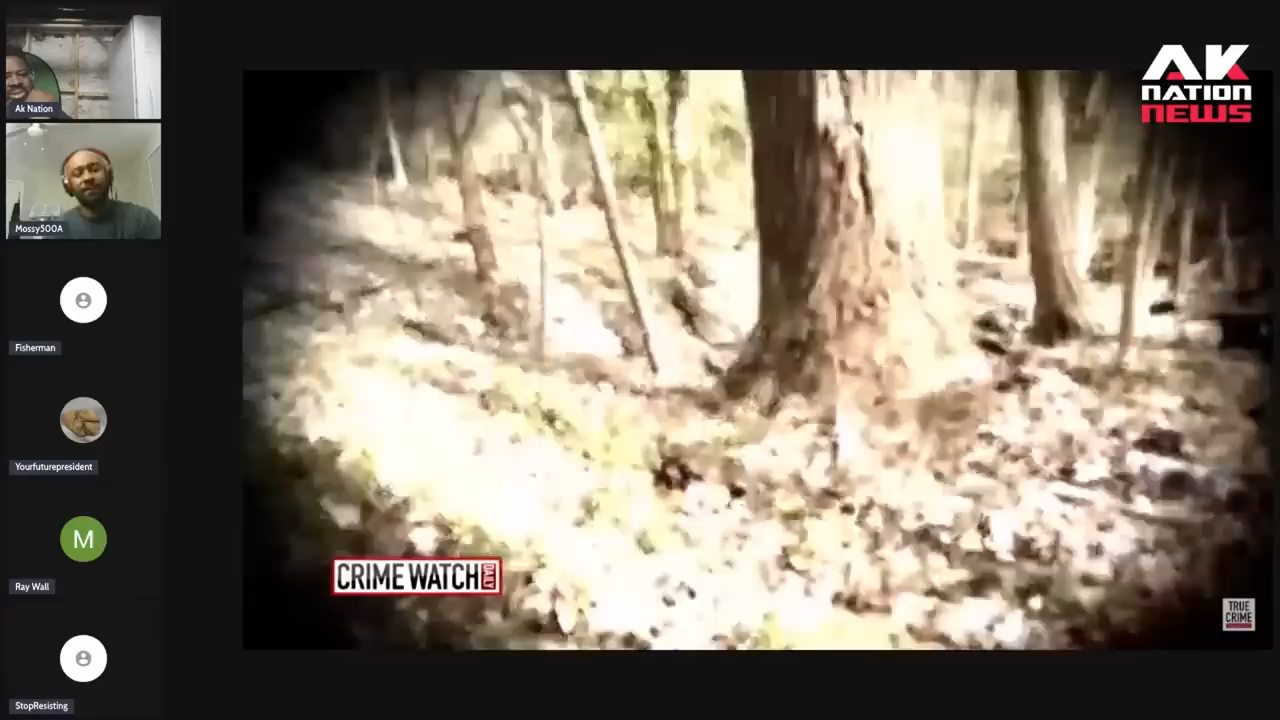 Ak Nation
Mossy500A
Fisherman
Yourfuturepresident
M
Ray Wall
StopResisting
AK
NATION
NEWS
CRIME WATCH DAILY
TRUE
CRIME